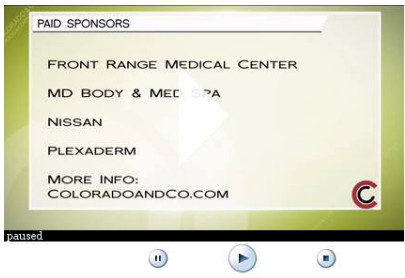 PAID SPONSORS
FRONT RANGE MEDICAL CENTER
MD BODY & MED SPA
NISSAN
PLEXADERM
MORE INFO:
COLORADOANDCO.COM
paused